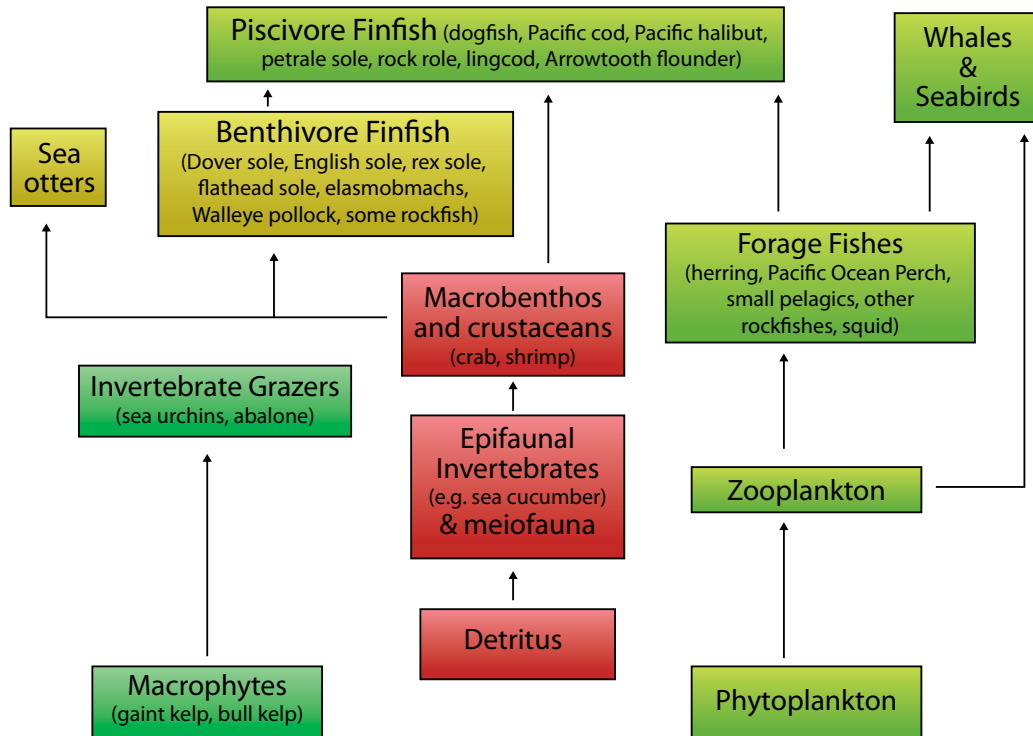 Piscivore Finfish (dogfish, Pacific cod, Pacific halibut,
petrale sole, rock role, lingcod, Arrowtooth flounder)
Whales
&
Seabirds
Sea
otters
Benthivore Finfish
(Dover sole, English sole, rex sole,
flathead sole, elasmobmachs,
Walleye pollock, some rockfish)
Forage Fishes
(herring, Pacific Ocean Perch,
small pelagics, other
rockfishes, squid)
Macrobenthos
and crustaceans
(crab, shrimp)
Invertebrate Grazers
(sea urchins, abalone)
Epifaunal
Invertebrates
(e.g. sea cucumber)
& meiofauna
Zooplankton
Detritus
Macrophytes
(gaint kelp, bull kelp)
Phytoplankton